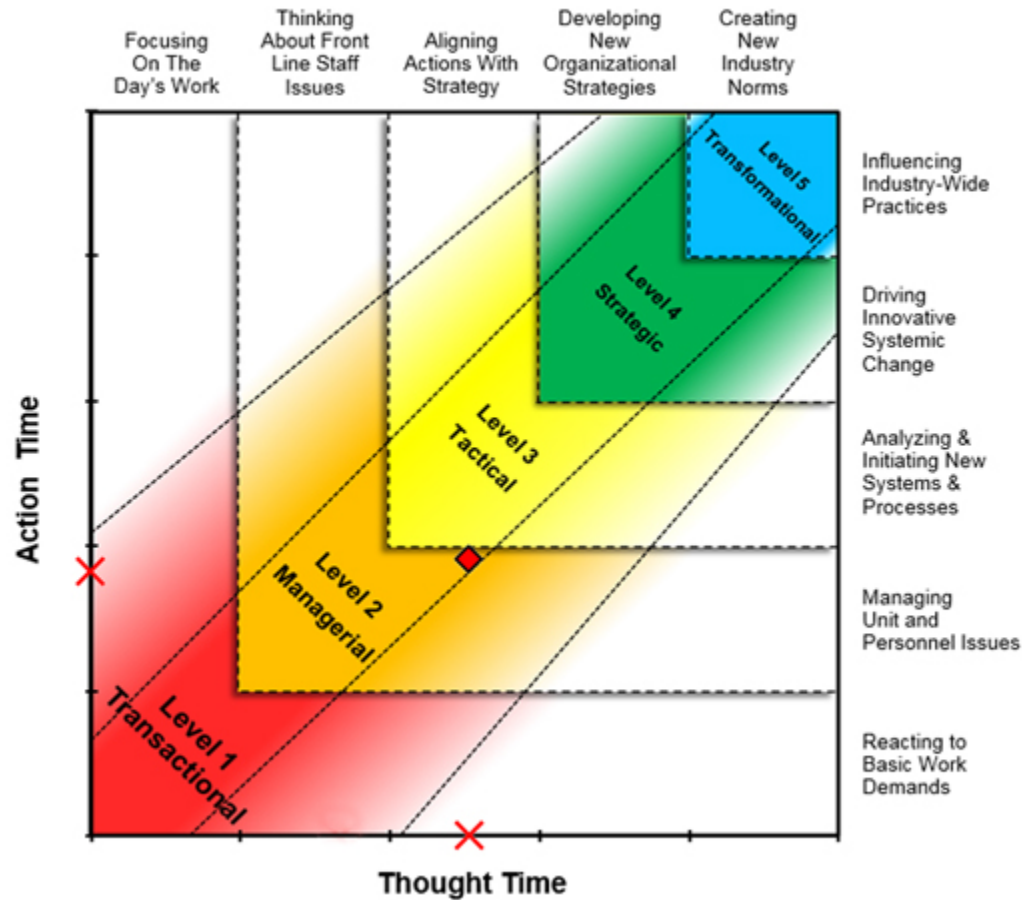 Focusing
On The
Day's Work
Thinking
About Front
Line Staff
Issues
Aligning
Actions With
Strategy
Developing
New
Organizational
Strategies
Creating
New
Industry
Norms
Level 5
Transformational
Influencing
Industry-Wide
Practices
Level 4
Strategic
Driving
Innovative
Systemic
Change
Level 3
Tactical
Analyzing &
Initiating New
Systems &
Processes
Level 2
Managerial
Managing
Unit and
Personnel Issues
Level 1
Transactional
Reacting to
Basic Work
Demands
Action Time
Thought Time